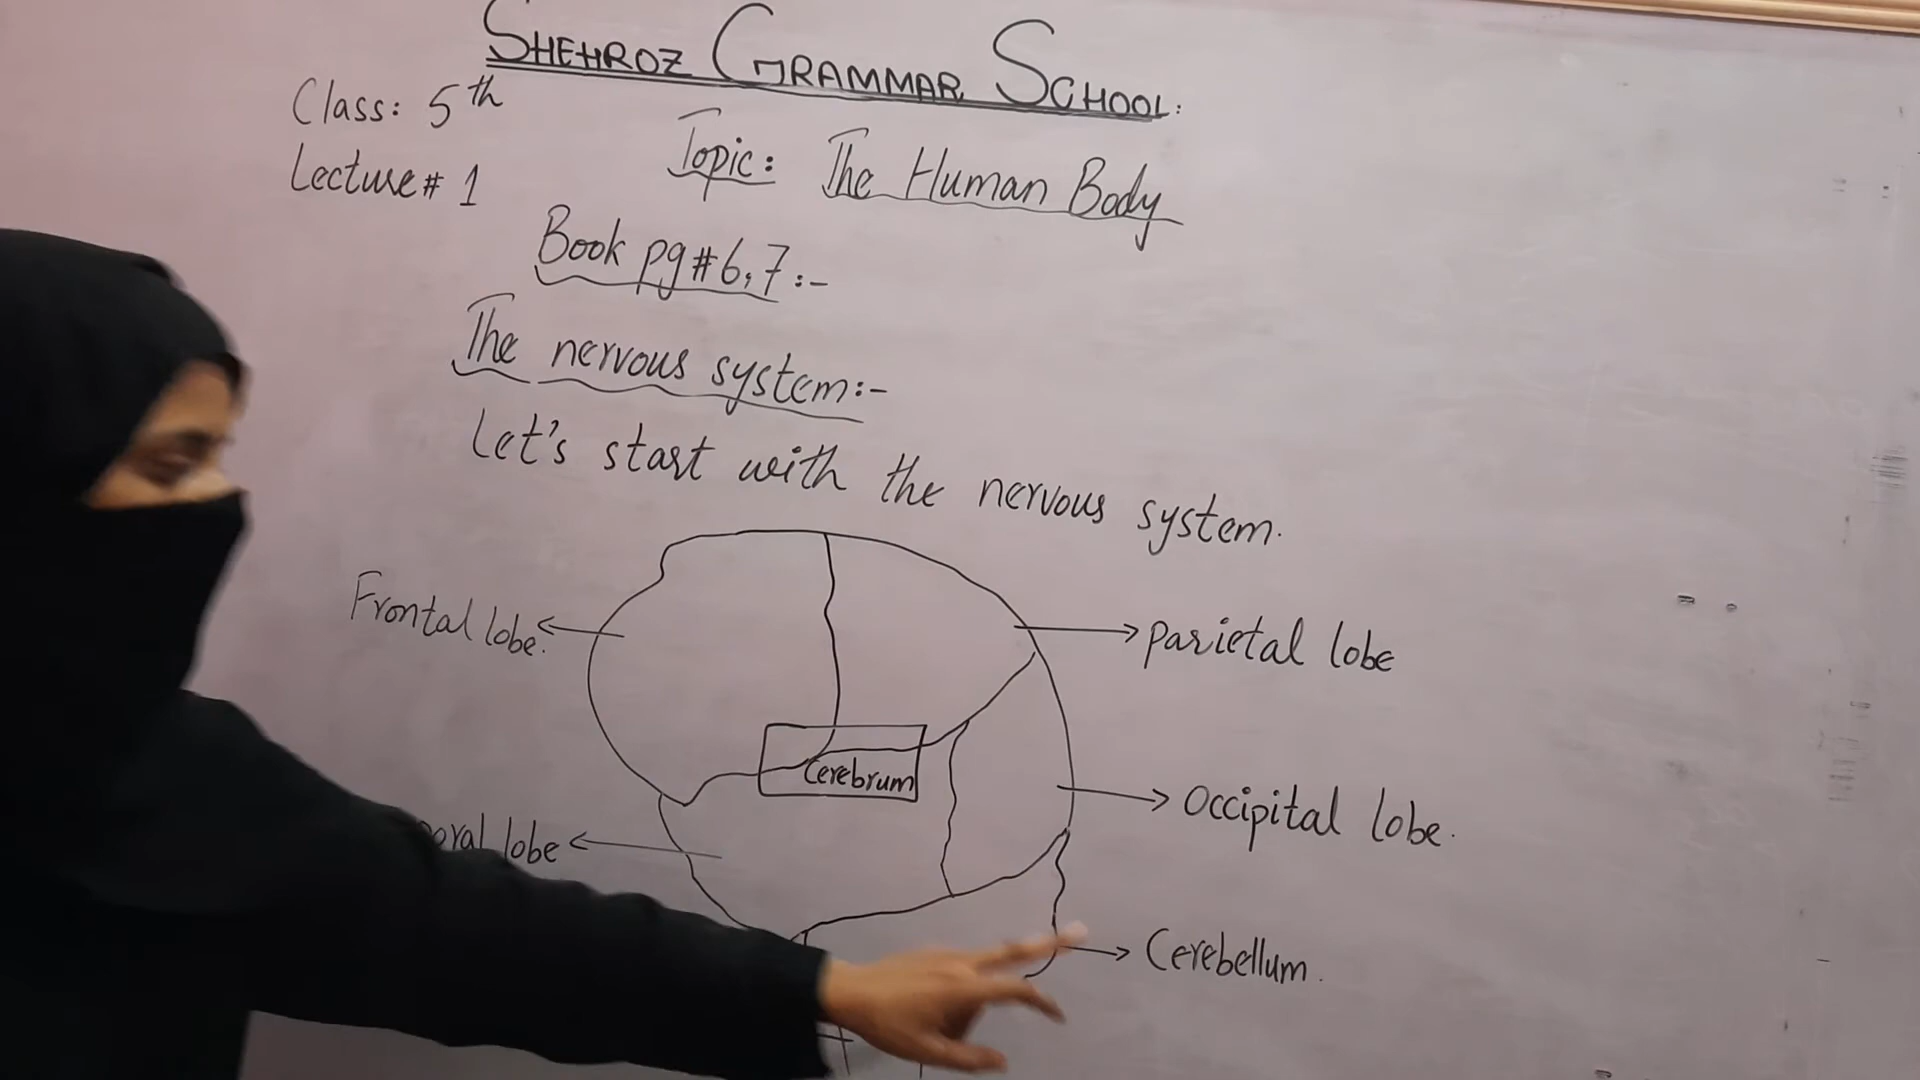 SHEHROZ GRAMMAR SCHOOL:
Class: 5th
Lecture# 1
Topic: The Human Body
Book pg#6,7:-
The nervous system:-
Let's start with the nervous system.
Frontal lobe.
parietal lobe
Cerebrum
Occipital lobe.
lobe
Cerebellum.